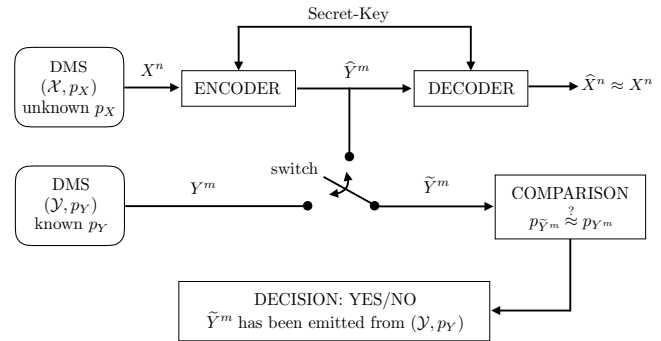 Secret-Key
DMS
(𝒳, p_X)
unknown p_X
X^n
ENCODER
Ŷ^m
DECODER
X̂^n ≈ X^n
switch
DMS
(𝒴, p_Y)
known p_Y
Y^m
Ỹ^m
COMPARISON
p_{Ỹ^m} ≈^? p_{Y^m}
DECISION: YES/NO
Ỹ^m has been emitted from (𝒴, p_Y)